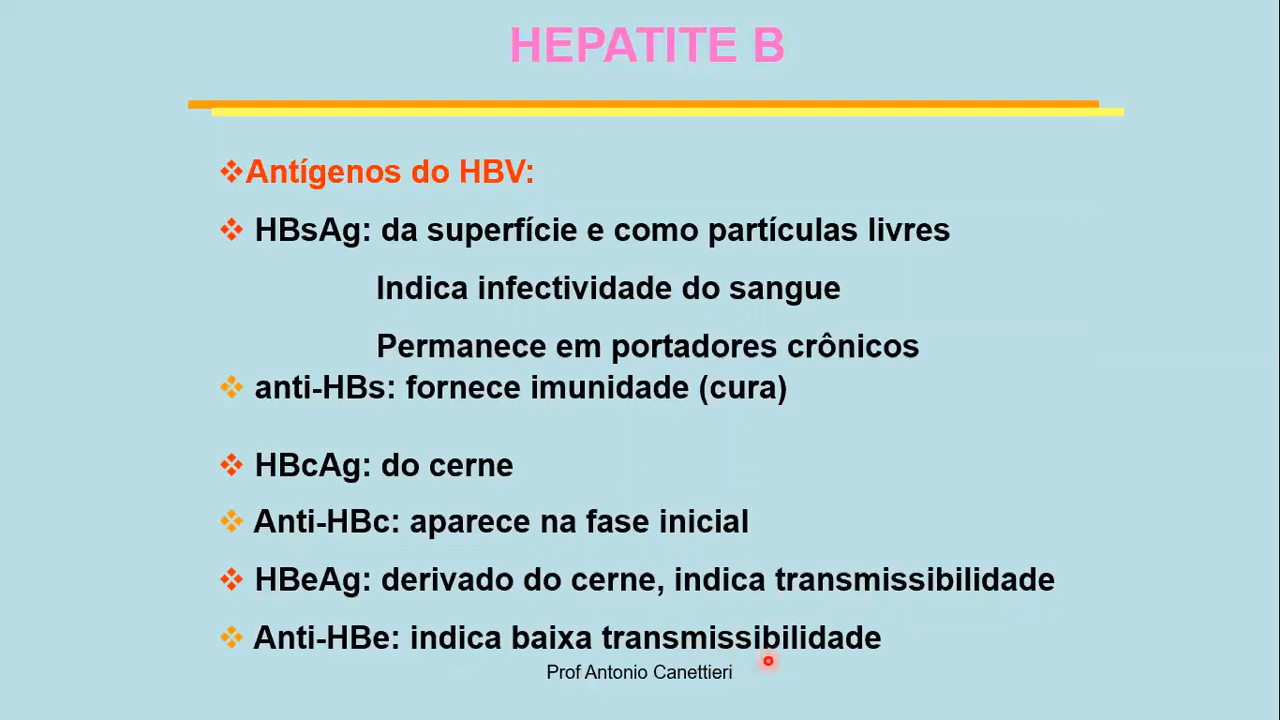 HEPATITE B
❖Antígenos do HBV:
❖ HBsAg: da superfície e como partículas livres
Indica infectividade do sangue
Permanece em portadores crônicos
❖ anti-HBs: fornece imunidade (cura)
❖ HBcAg: do cerne
❖ Anti-HBc: aparece na fase inicial
❖ HBeAg: derivado do cerne, indica transmissibilidade
❖ Anti-HBe: indica baixa transmissibilidade
Prof Antonio Canettieri